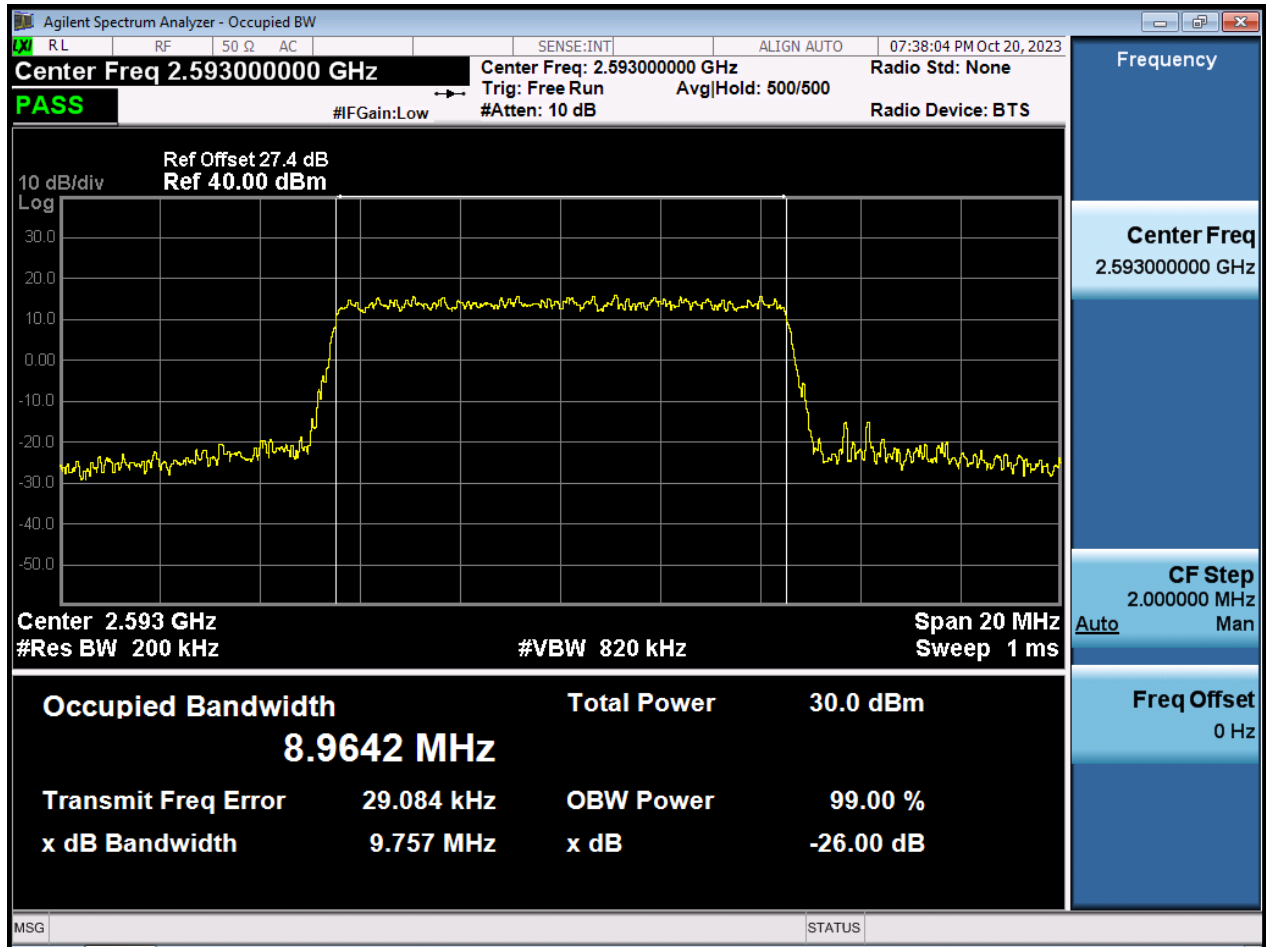 Agilent Spectrum Analyzer - Occupied BW
LXI RL RF 50 Ω AC SENSE:INT ALIGN AUTO 07:38:04 PM Oct 20, 2023
Center Freq 2.593000000 GHz
PASS
#IFGain:Low
Center Freq: 2.593000000 GHz
Trig: Free Run Avg|Hold: 500/500
#Atten: 10 dB
Radio Std: None
Radio Device: BTS
Ref Offset 27.4 dB
10 dB/div Ref 40.00 dBm
Log
30.0
20.0
10.0
0.00
-10.0
-20.0
-30.0
-40.0
-50.0
Center 2.593 GHz Span 20 MHz
#Res BW 200 kHz #VBW 820 kHz Sweep 1 ms
Occupied Bandwidth Total Power 30.0 dBm
8.9642 MHz
Transmit Freq Error 29.084 kHz OBW Power 99.00 %
x dB Bandwidth 9.757 MHz x dB -26.00 dB
MSG STATUS
Frequency
Center Freq
2.593000000 GHz
CF Step
2.000000 MHz
Auto Man
Freq Offset
0 Hz